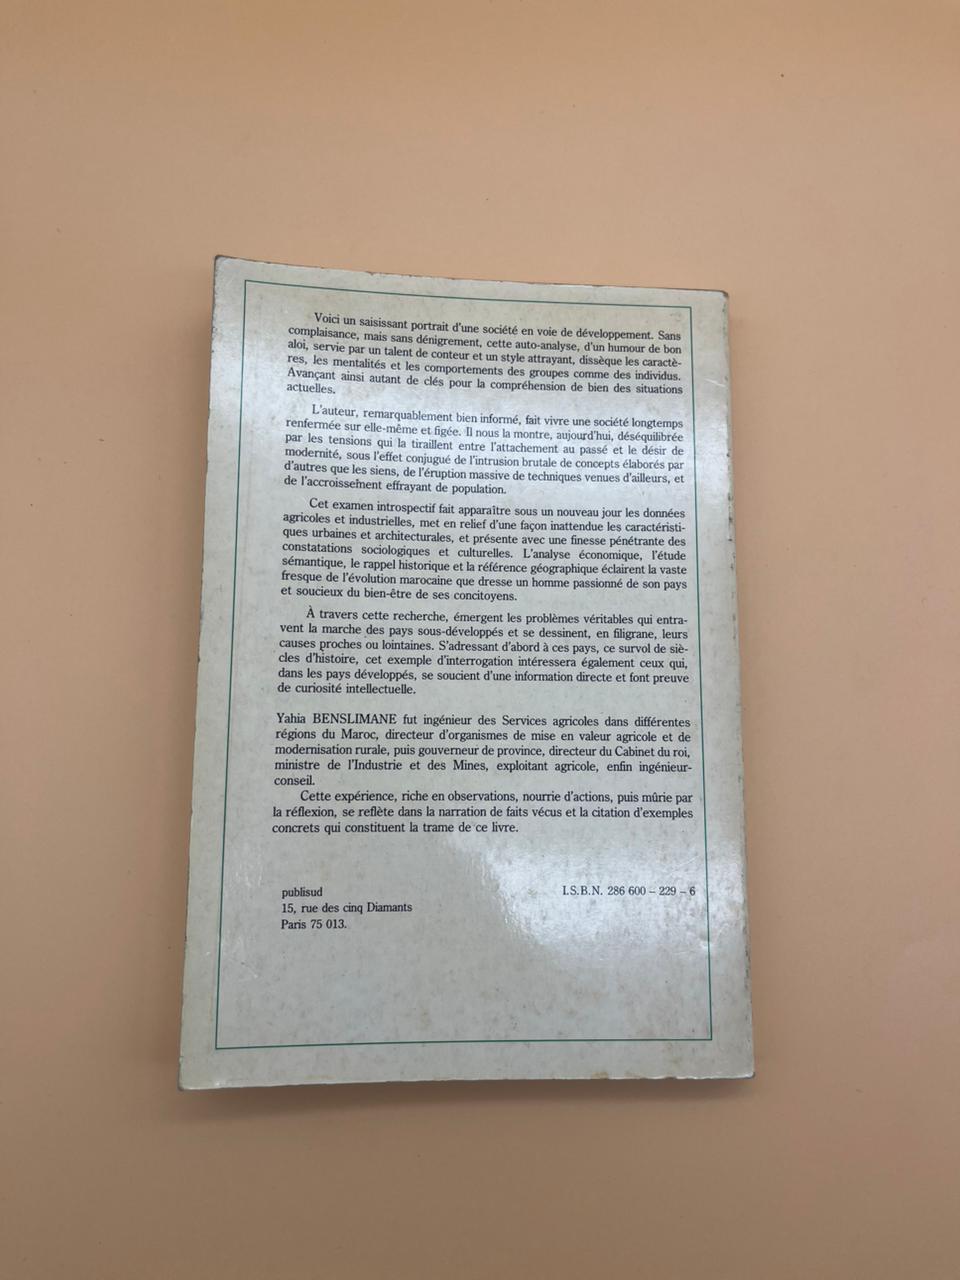 Voici un saisissant portrait d'une société en voie de développement. Sans
complaisance, mais sans dénigrement, cette auto-analyse, d'un humour de bon
aloi, servie par un talent de conteur et un style attrayant, dissèque les caractè-
res, les mentalités et les comportements des groupes comme des individus.
Avançant ainsi autant de clés pour la compréhension de bien des situations
actuelles.
L'auteur, remarquablement bien informé, fait vivre une société longtemps
renfermée sur elle-même et figée. Il nous la montre, aujourd'hui, déséquilibrée
par les tensions qui la tiraillent entre l'attachement au passé et le désir de
modernité, sous l'effet conjugué de l'intrusion brutale de concepts élaborés par
d'autres que les siens, de l'éruption massive de techniques venues d'ailleurs, et
de l'accroissement effrayant de population.
Cet examen introspectif fait apparaître sous un nouveau jour les données
agricoles et industrielles, met en relief d'une façon inattendue les caractéristi-
ques urbaines et architecturales, et présente avec une finesse pénétrante des
constatations sociologiques et culturelles. L'analyse économique, l'étude
sémantique, le rappel historique et la référence géographique éclairent la vaste
fresque de l'évolution marocaine que dresse un homme passionné de son pays
et soucieux du bien-être de ses concitoyens.
À travers cette recherche, émergent les problèmes véritables qui entra-
vent la marche des pays sous-développés et se dessinent, en filigrane, leurs
causes proches ou lointaines. S'adressant d'abord à ces pays, ce survol de siè-
cles d'histoire, cet exemple d'interrogation intéressera également ceux qui,
dans les pays développés, se soucient d'une information directe et font preuve
de curiosité intellectuelle.
Yahia BENSLIMANE fut ingénieur des Services agricoles dans différentes
régions du Maroc, directeur d'organismes de mise en valeur agricole et de
modernisation rurale, puis gouverneur de province, directeur du Cabinet du roi,
ministre de l'Industrie et des Mines, exploitant agricole, enfin ingénieur-
conseil.
Cette expérience, riche en observations, nourrie d'actions, puis mûrie par
la réflexion, se reflète dans la narration de faits vécus et la citation d'exemples
concrets qui constituent la trame de ce livre.
publisud
I.S.B.N. 286 600 – 229 – 6
15, rue des cinq Diamants
Paris 75 013.